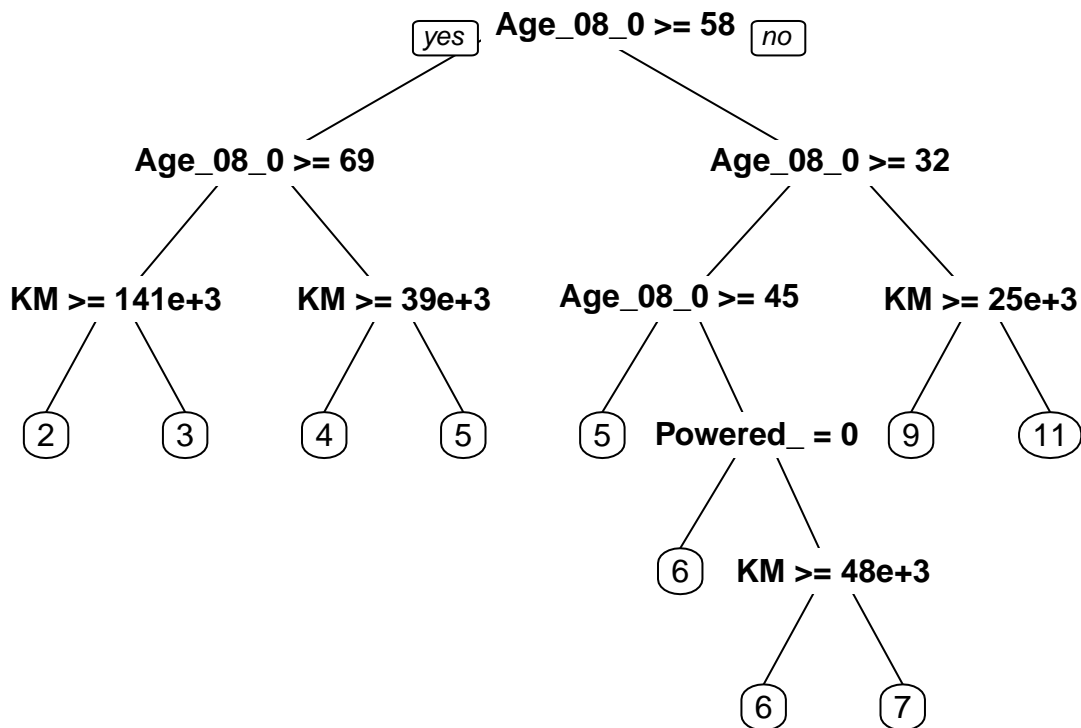 yes Age_08_0 >= 58 no
Age_08_0 >= 69 Age_08_0 >= 32
KM >= 141e+3 KM >= 39e+3 Age_08_0 >= 45 KM >= 25e+3
2 3 4 5 5 Powered_ = 0 9 11
6 KM >= 48e+3
6 7